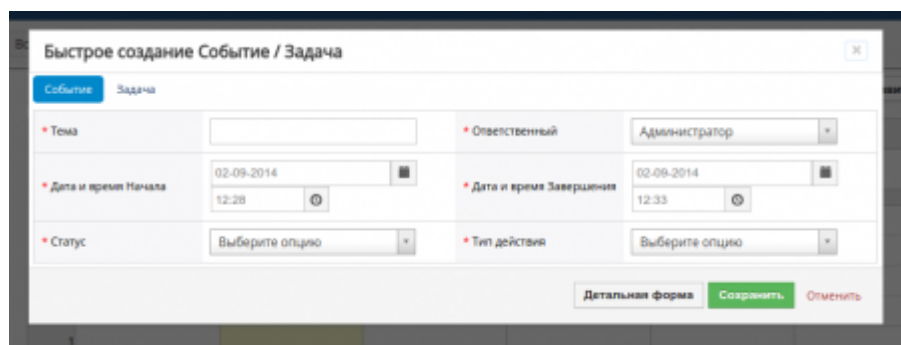 Быстрое создание Событие / Задача
Событие Задача
* Тема * Ответственный Администратор
* Дата и время Начала 02-09-2014 12:28 * Дата и время Завершения 02-09-2014 12:33
* Статус Выберите опцию * Тип действия Выберите опцию
Детальная форма Сохранить Отменить
1